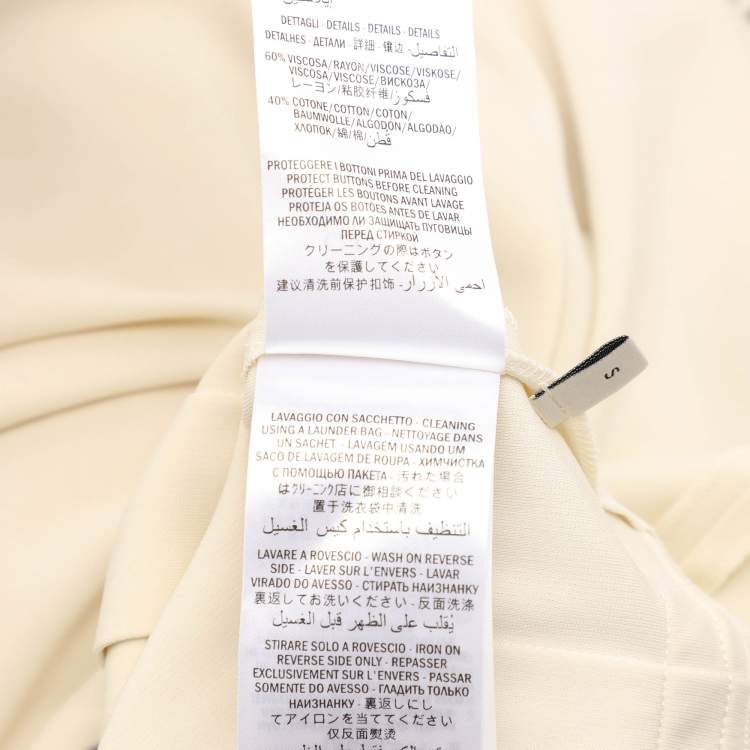 إيطاليا
DETTAGLI - DETAILS - DETAILS - DETAILS
DETALHES - ДЕТАЛИ - 詳細 - 镶边 - التفاصيل
60% VISCOSA/RAYON/VISCOSE/VISKOSE/
VISCOSA/VISCOSE/ВИСКОЗА/
レーヨン/粘胶纤维/فسكوز
40% COTONE/COTTON/COTON/
BAUMWOLLE/ALGODON/ALGODÃO/
ХЛОПОК/綿/棉/قُطْن
PROTEGGERE I BOTTONI PRIMA DEL LAVAGGIO
PROTECT BUTTONS BEFORE CLEANING
PROTÉGER LES BOUTONS AVANT LAVAGE
PROTEJA OS BOTÕES ANTES DE LAVAR
НЕОБХОДИМО ЛИ ЗАЩИЩАТЬ ПУГОВИЦЫ
ПЕРЕД СТИРКОЙ
クリーニングの際はボタン
を保護してください
建议清洗前保护扣饰 - احمي الأزرار
S
LAVAGGIO CON SACCHETTO - CLEANING
USING A LAUNDER BAG - NETTOYAGE DANS
UN SACHET - LAVAGEM USANDO UM
SACO DE LAVAGEM DE ROUPA - ХИМЧИСТКА
С ПОМОЩЬЮ ПАКЕТА - 汚れた場合
はクリーニング店に御相談ください
置于洗衣袋中清洗
التنظيف باستخدام كيس الغسيل
LAVARE A ROVESCIO - WASH ON REVERSE
SIDE - LAVER SUR L'ENVERS - LAVAR
VIRADO DO AVESSO - СТИРАТЬ НАИЗНАНКУ
裏返してお洗いください - 反面洗涤
يُقلب على الظهر قبل الغسيل
STIRARE SOLO A ROVESCIO - IRON ON
REVERSE SIDE ONLY - REPASSER
EXCLUSIVEMENT SUR L'ENVERS - PASSAR
SOMENTE DO AVESSO - ГЛАДИТЬ ТОЛЬКО
НАИЗНАНКУ - 裏返しにし
てアイロンを当ててください
仅反面熨烫